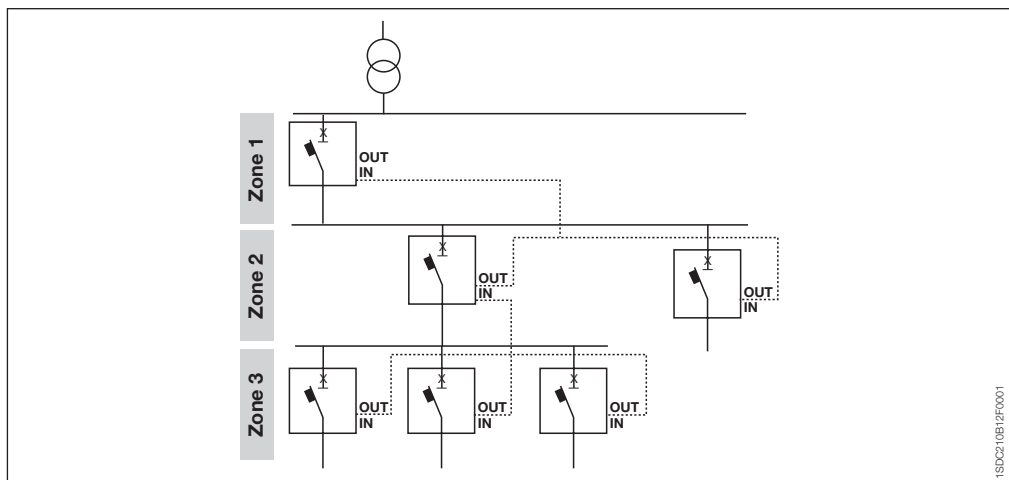 Zone 1
OUT
IN
Zone 2
OUT
IN
OUT
IN
Zone 3
OUT
IN
OUT
IN
OUT
IN
1SDC210B12F0001